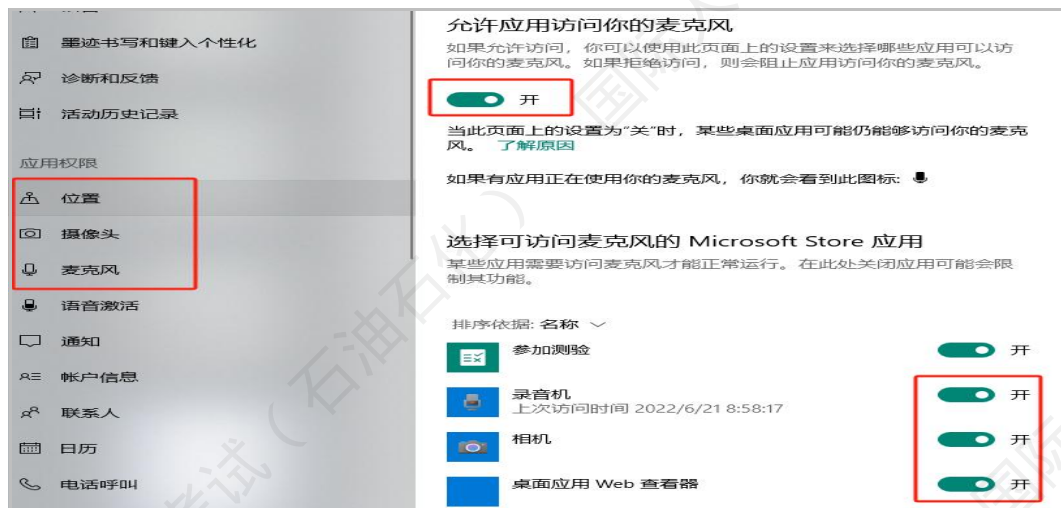 墨迹书写和键入个性化
诊断和反馈
活动历史记录
应用权限
位置
摄像头
麦克风
语音激活
通知
帐户信息
联系人
日历
电话呼叫
允许应用访问你的麦克风
如果允许访问，你可以使用此页面上的设置来选择哪些应用可以访
问你的麦克风。如果拒绝访问，则会阻止应用访问你的麦克风。
开
当此页面上的设置为"关"时，某些桌面应用可能仍能够访问你的麦克
风。 了解原因
如果有应用正在使用你的麦克风，你就会看到此图标:
选择可访问麦克风的 Microsoft Store 应用
某些应用需要访问麦克风才能正常运行。在此处关闭应用可能会限
制其功能。
排序依据: 名称
参加测验 开
录音机 开
上次访问时间 2022/6/21 8:58:17
相机 开
桌面应用 Web 查看器 开
考试（石油石化）
国际人
国际